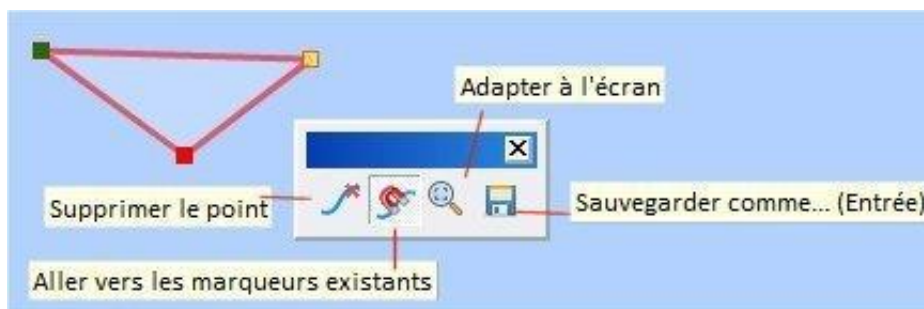 Adapter à l'écran
Supprimer le point
Sauvegarder comme... (Entrée)
Aller vers les marqueurs existants